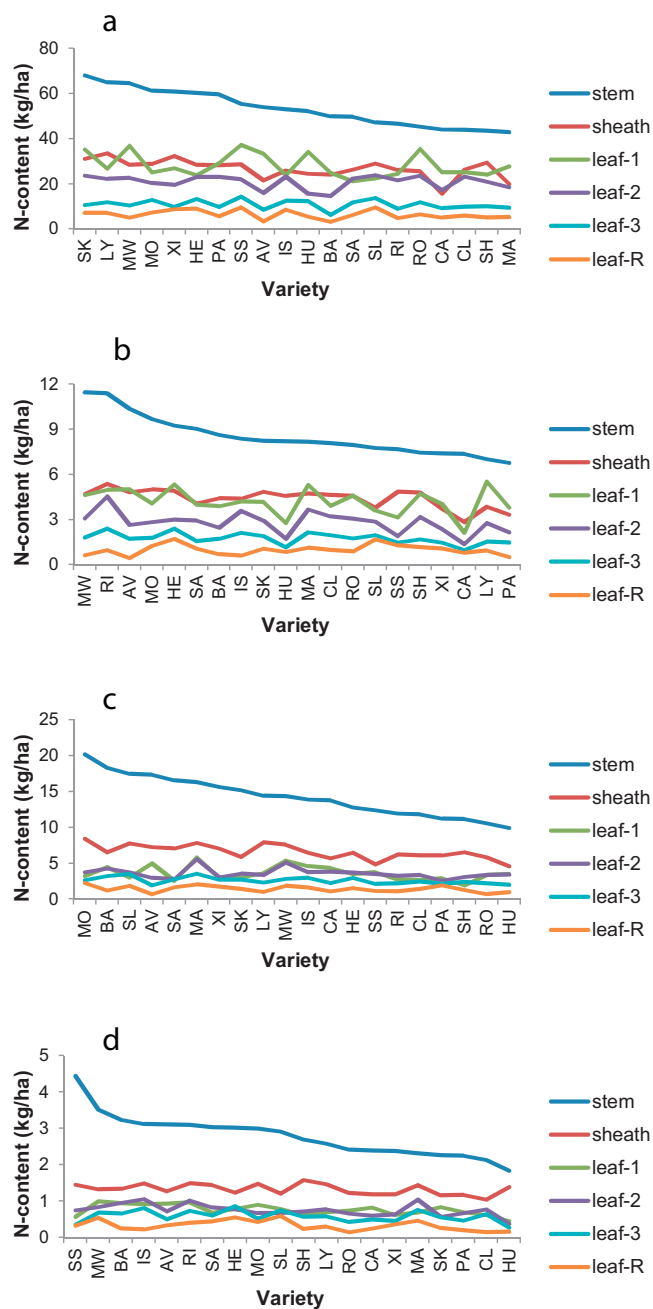 a
N-content (kg/ha)
80
60
40
20
0
SK LY MW MO XI HE PA SS AV IS HU BA SA SL RI RO CA CL SH MA
Variety
stem
sheath
leaf-1
leaf-2
leaf-3
leaf-R
b
N-content (kg/ha)
12
9
6
3
0
MW RI AV MO HE SA BA IS SK HU MA CL RO SL SS SH XI CA LY PA
Variety
stem
sheath
leaf-1
leaf-2
leaf-3
leaf-R
c
N-content (kg/ha)
25
20
15
10
5
0
MO BA SL AV SA MA XI SK LY MW IS CA HE SS RI CL PA SH RO HU
Variety
stem
sheath
leaf-1
leaf-2
leaf-3
leaf-R
d
N-content (kg/ha)
5
4
3
2
1
0
SS MW BA IS AV RI SA HE MO SL SH LY RO CA XI MA SK PA CL HU
Variety
stem
sheath
leaf-1
leaf-2
leaf-3
leaf-R